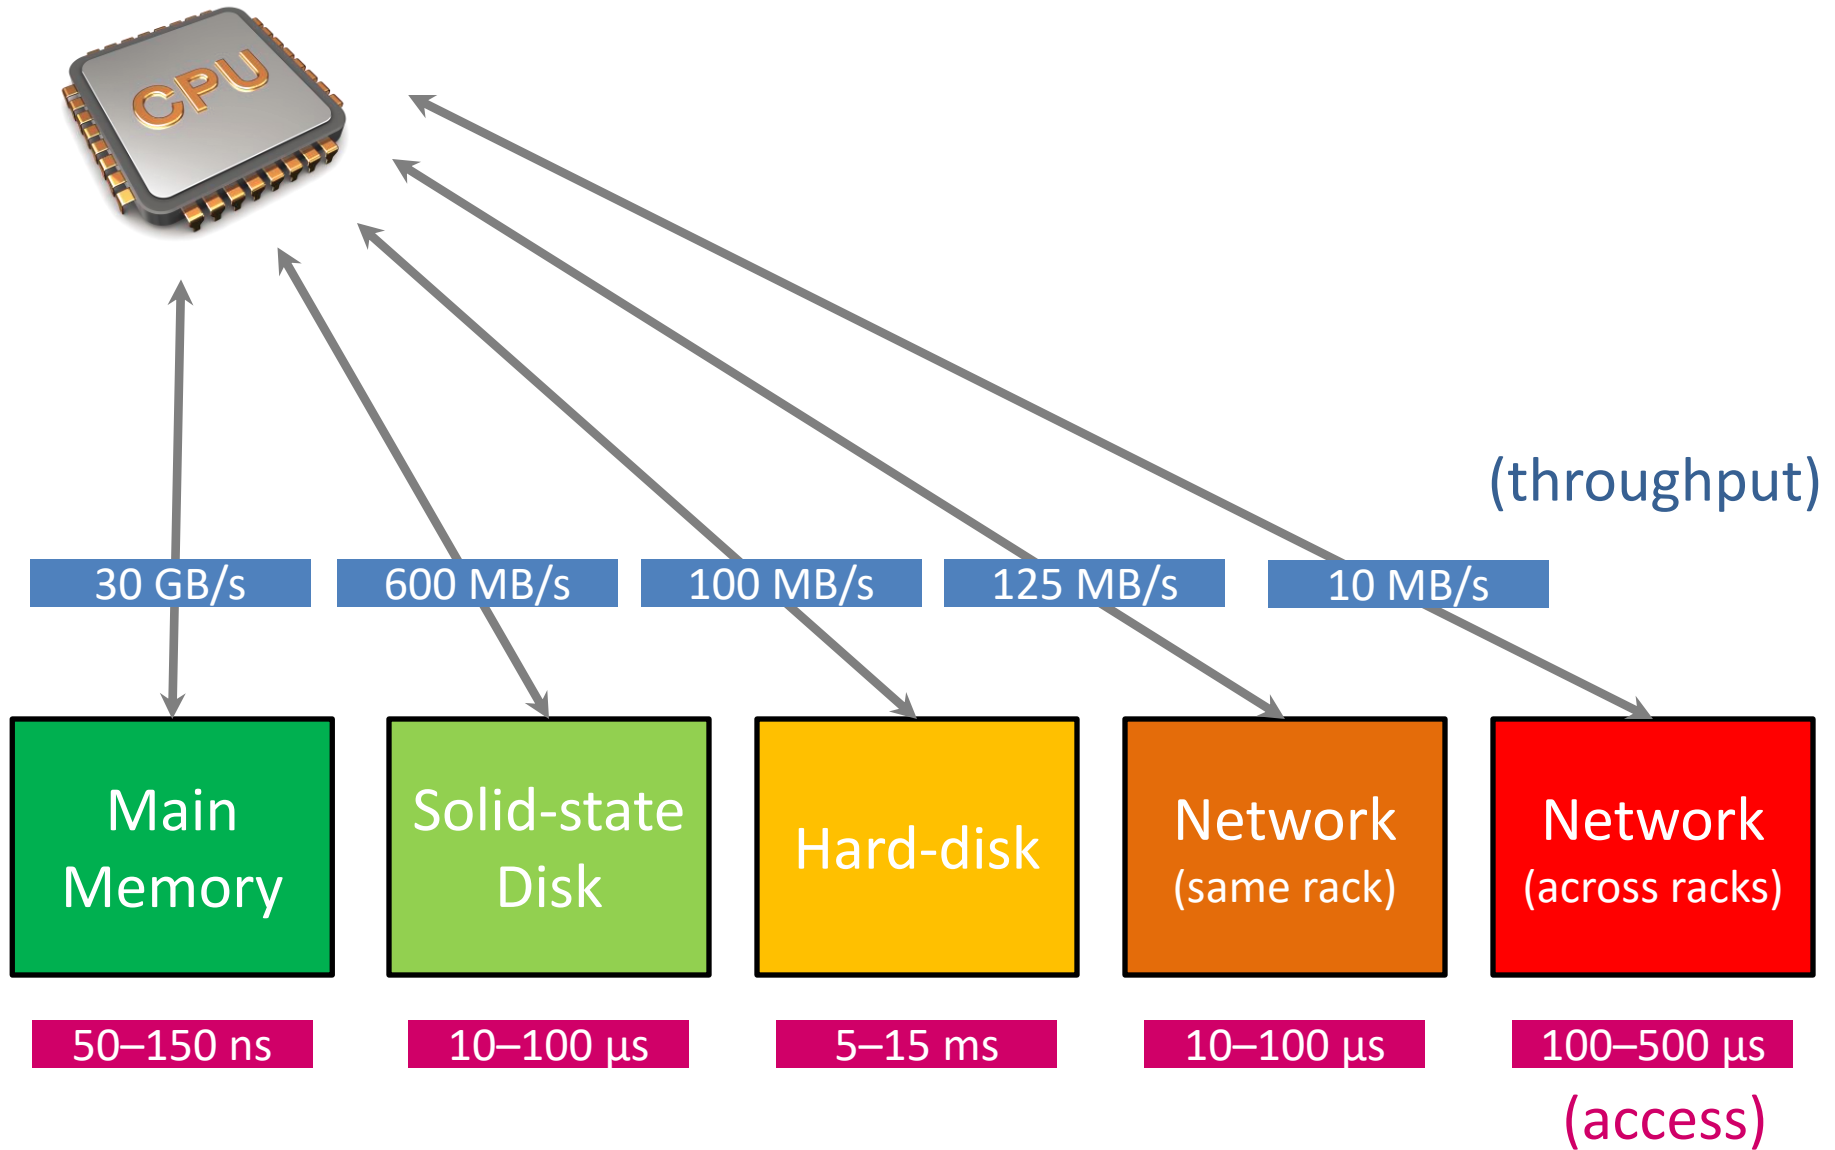 CPU
(throughput)
30 GB/s
600 MB/s
100 MB/s
125 MB/s
10 MB/s
Main
Memory
Solid-state
Disk
Hard-disk
Network
(same rack)
Network
(across racks)
50–150 ns
10–100 μs
5–15 ms
10–100 μs
100–500 μs
(access)